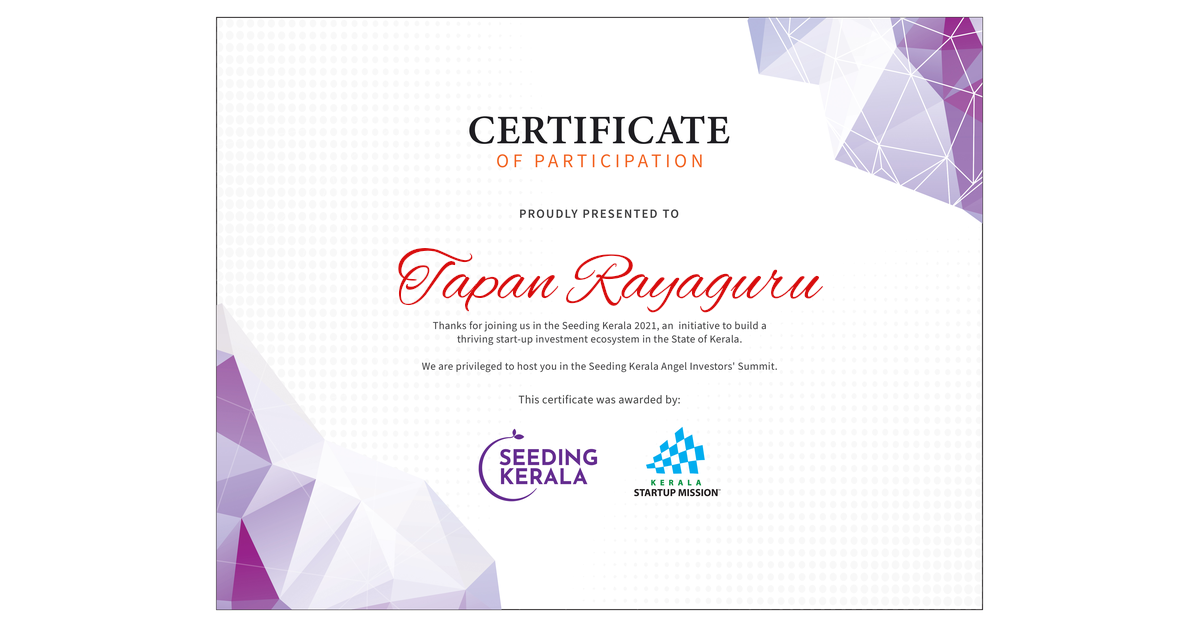 CERTIFICATE
OF PARTICIPATION
PROUDLY PRESENTED TO
Tapan Rayaguru
Thanks for joining us in the Seeding Kerala 2021, an initiative to build a
thriving start-up investment ecosystem in the State of Kerala.
We are privileged to host you in the Seeding Kerala Angel Investors' Summit.
This certificate was awarded by:
SEEDING
KERALA
KERALA
STARTUP MISSION